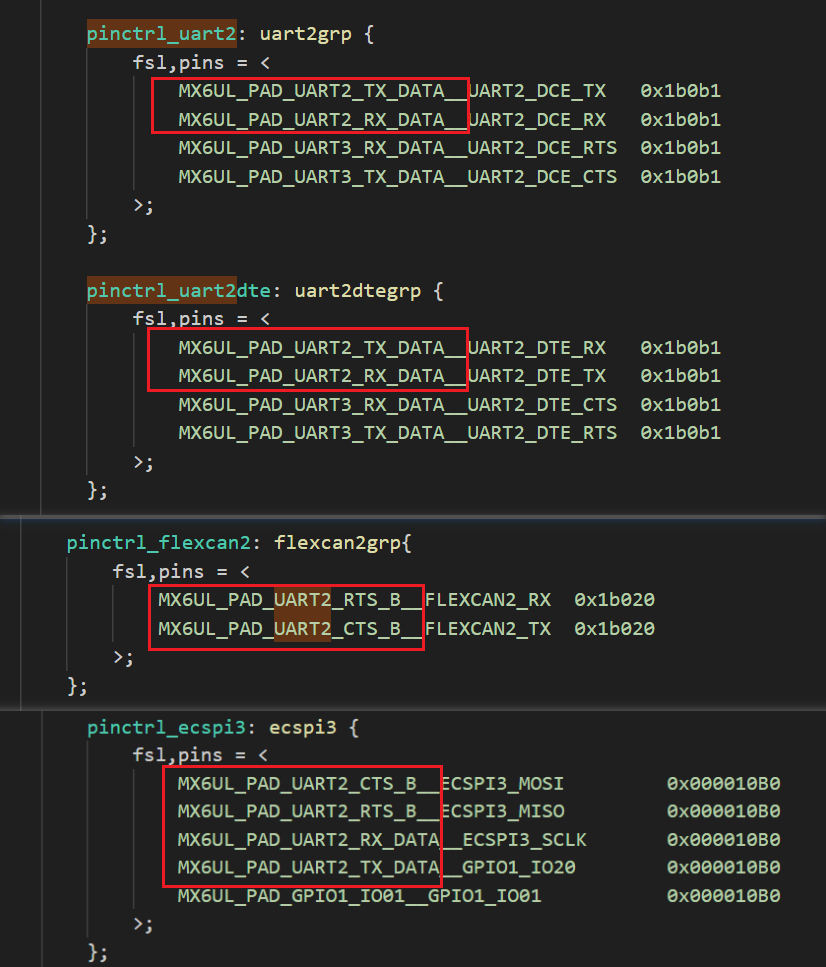 pinctrl_uart2: uart2grp {
fsl,pins = <
MX6UL_PAD_UART2_TX_DATA__UART2_DCE_TX 0x1b0b1
MX6UL_PAD_UART2_RX_DATA__UART2_DCE_RX 0x1b0b1
MX6UL_PAD_UART3_RX_DATA__UART2_DCE_RTS 0x1b0b1
MX6UL_PAD_UART3_TX_DATA__UART2_DCE_CTS 0x1b0b1
>;
};
pinctrl_uart2dte: uart2dtegrp {
fsl,pins = <
MX6UL_PAD_UART2_TX_DATA__UART2_DTE_RX 0x1b0b1
MX6UL_PAD_UART2_RX_DATA__UART2_DTE_TX 0x1b0b1
MX6UL_PAD_UART3_RX_DATA__UART2_DTE_CTS 0x1b0b1
MX6UL_PAD_UART3_TX_DATA__UART2_DTE_RTS 0x1b0b1
>;
};
pinctrl_flexcan2: flexcan2grp{
fsl,pins = <
MX6UL_PAD_UART2_RTS_B__FLEXCAN2_RX 0x1b020
MX6UL_PAD_UART2_CTS_B__FLEXCAN2_TX 0x1b020
>;
};
pinctrl_ecspi3: ecspi3 {
fsl,pins = <
MX6UL_PAD_UART2_CTS_B__ECSPI3_MOSI 0x000010B0
MX6UL_PAD_UART2_RTS_B__ECSPI3_MISO 0x000010B0
MX6UL_PAD_UART2_RX_DATA__ECSPI3_SCLK 0x000010B0
MX6UL_PAD_UART2_TX_DATA__GPIO1_IO20 0x000010B0
MX6UL_PAD_GPIO1_IO01__GPIO1_IO01 0x000010B0
>;
};